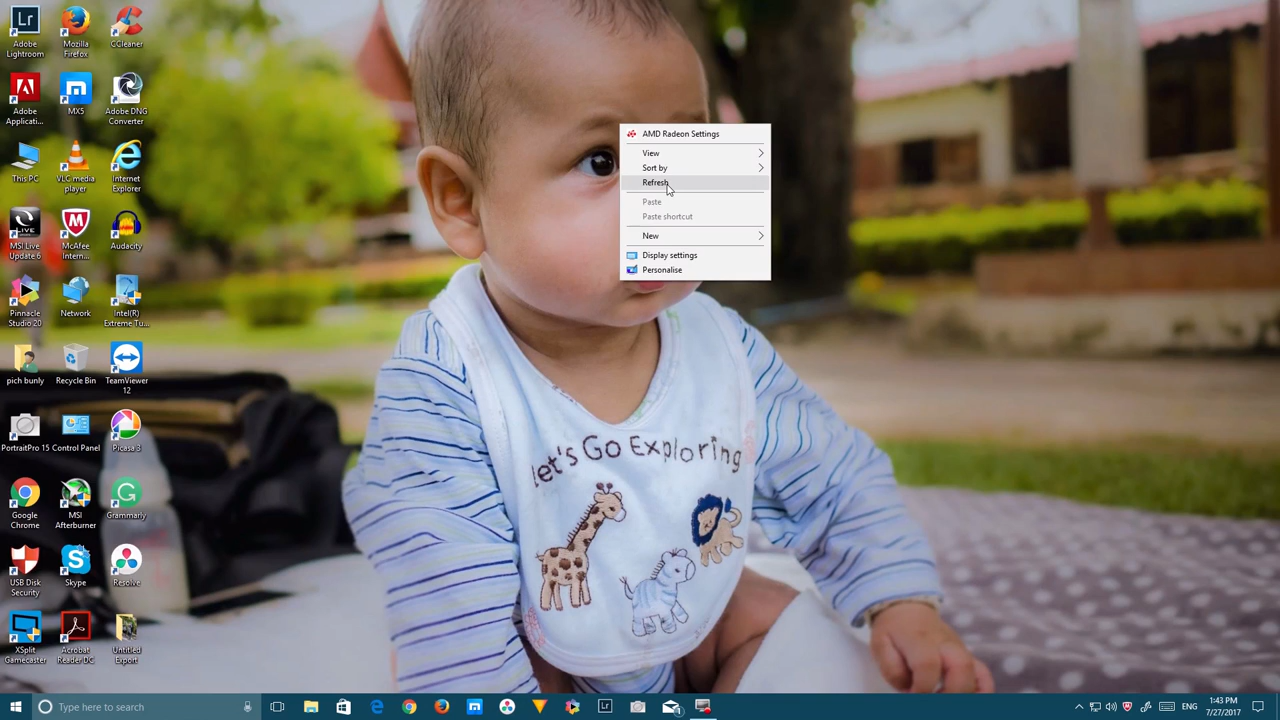 Adobe
Lightroom
Mozilla
Firefox
CCleaner
Adobe
Applicati...
MX5
Adobe DNG
Converter
This PC
VLC media
player
Internet
Explorer
MSI Live
Update 6
McAfee
Intern...
Audacity
Pinnacle
Studio 20
Network
Intel(R)
Extreme Tu...
pich bunly
Recycle Bin
TeamViewer
12
PortraitPro 15
Control Panel
Picasa 3
Google
Chrome
MSI
Afterburner
Grammarly
USB Disk
Security
Skype
Resolve
XSplit
Gamecaster
Acrobat
Reader DC
Untitled
Export
AMD Radeon Settings
View
Sort by
Refresh
Paste
Paste shortcut
New
Display settings
Personalise
Let's Go Exploring
Type here to search
ENG
1:43 PM
7/27/2017